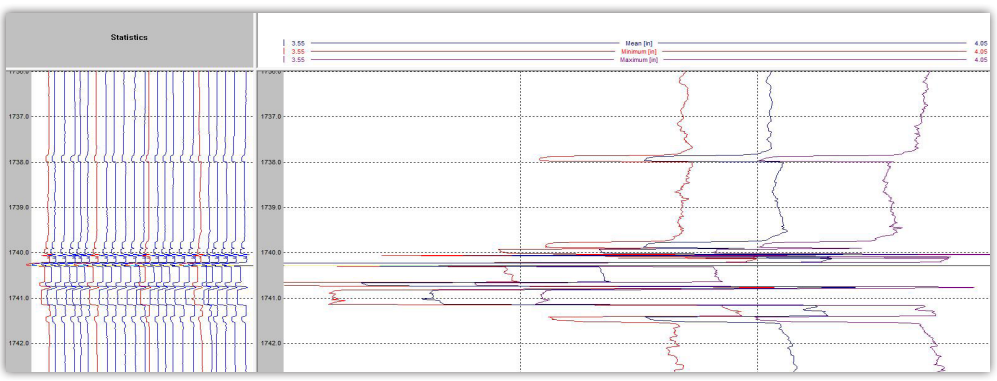 Statistics
3.55 Mean [in] 4.05
3.55 Minimum [in] 4.05
3.55 Maximum [in] 4.05
1737.0 1737.0
1738.0 1738.0
1739.0 1739.0
1740.0 1740.0
1741.0 1741.0
1742.0 1742.0